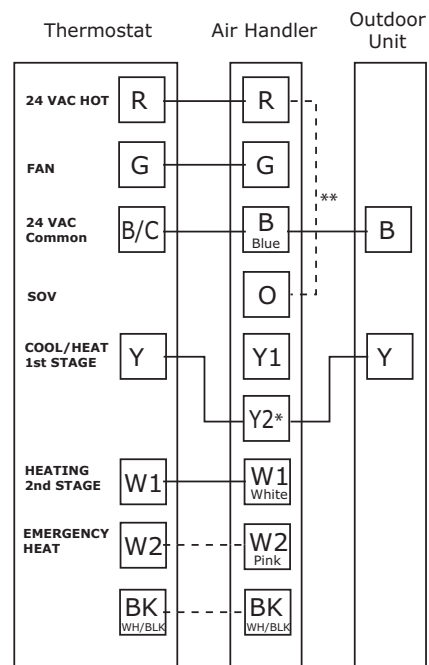 Thermostat Air Handler Outdoor Unit
24 VAC HOT R R
**
FAN G G
24 VAC Common B/C B Blue B
SOV O
COOL/HEAT 1st STAGE Y Y1 Y
Y2*
HEATING 2nd STAGE W1 W1 White
EMERGENCY HEAT W2 W2 Pink
BK WH/BLK BK WH/BLK